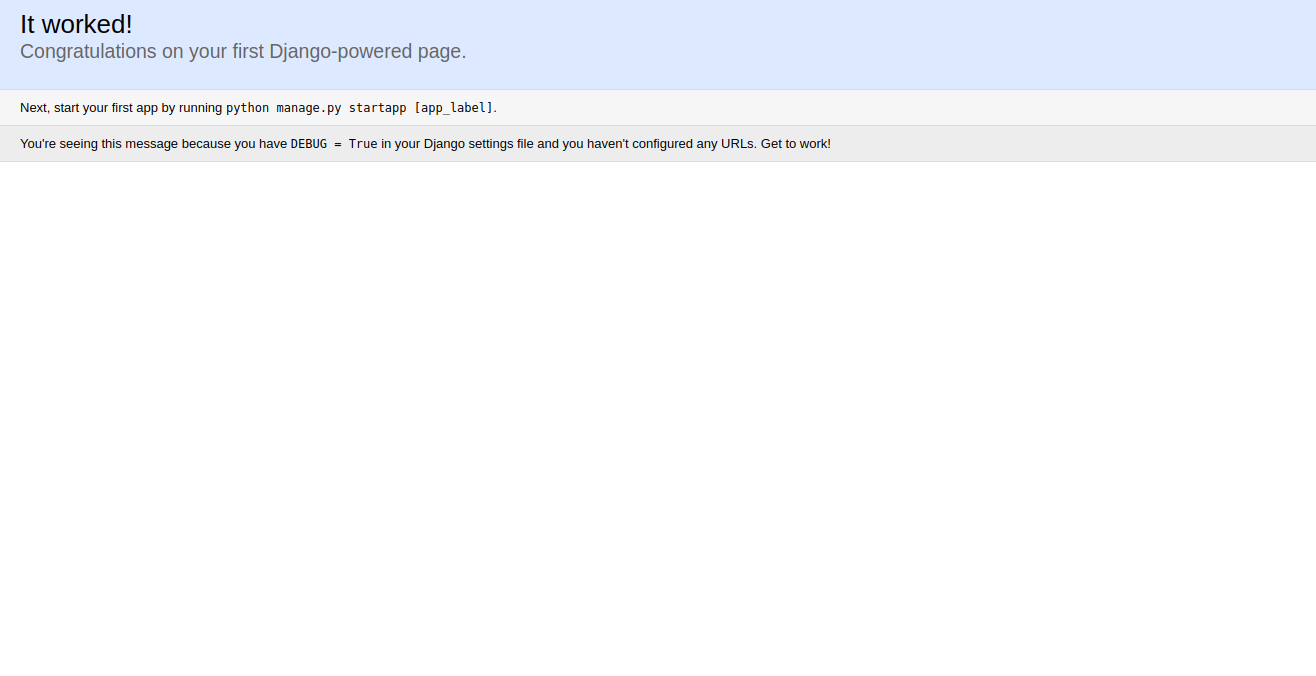 It worked!
Congratulations on your first Django-powered page.
Next, start your first app by running python manage.py startapp [app_label].
You're seeing this message because you have DEBUG = True in your Django settings file and you haven't configured any URLs. Get to work!